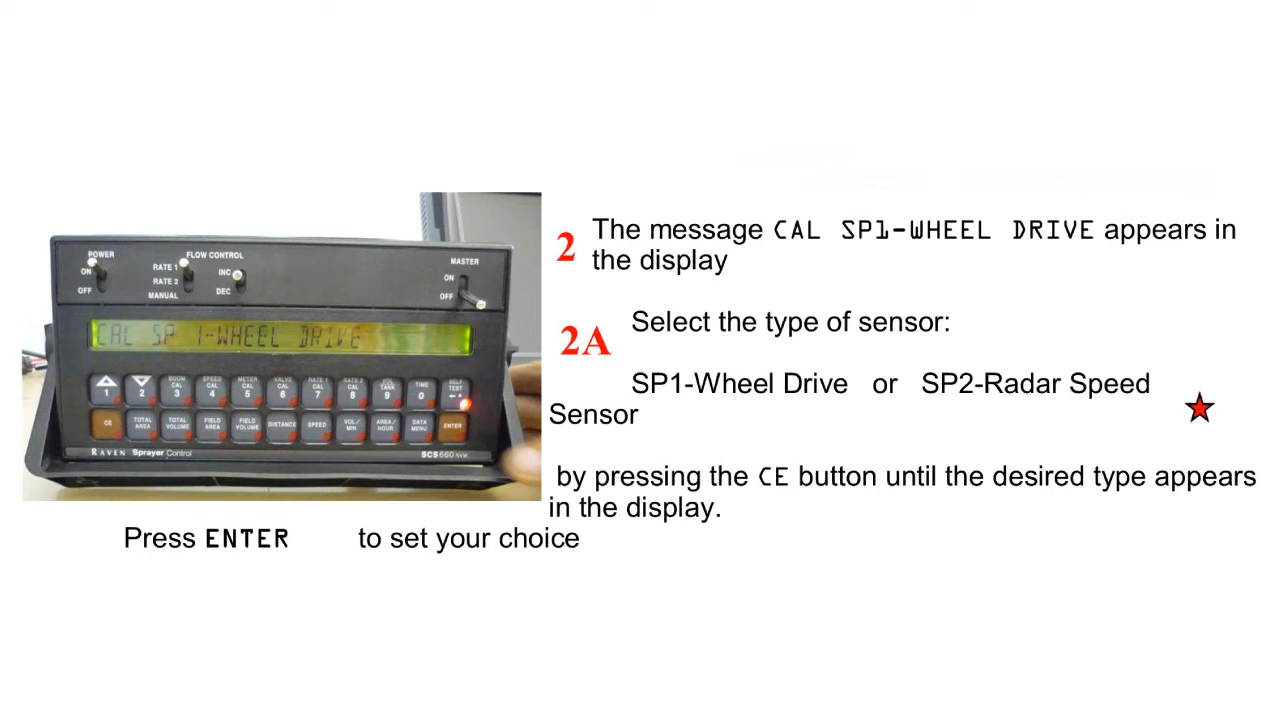 POWER
ON
OFF
FLOW CONTROL
RATE 1
RATE 2
MANUAL
INC
DEC
MASTER
ON
OFF
CAL SP 1-WHEEL DRIVE
1
2
BOOM CAL 3
SPEED CAL 4
METER CAL 5
VALVE CAL 6
RATE 1 CAL 7
RATE 2 CAL 8
VOL TANK 9
TIME 0
SELF TEST
CE
TOTAL AREA
TOTAL VOLUME
FIELD AREA
FIELD VOLUME
DISTANCE
SPEED
VOL/ MIN
AREA/ HOUR
DATA MENU
ENTER
RAVEN Sprayer Control
SCS 660 NVM
2 The message CAL SP1-WHEEL DRIVE appears in
the display
2A Select the type of sensor:
SP1-Wheel Drive or SP2-Radar Speed
Sensor
by pressing the CE button until the desired type appears
in the display.
Press ENTER to set your choice